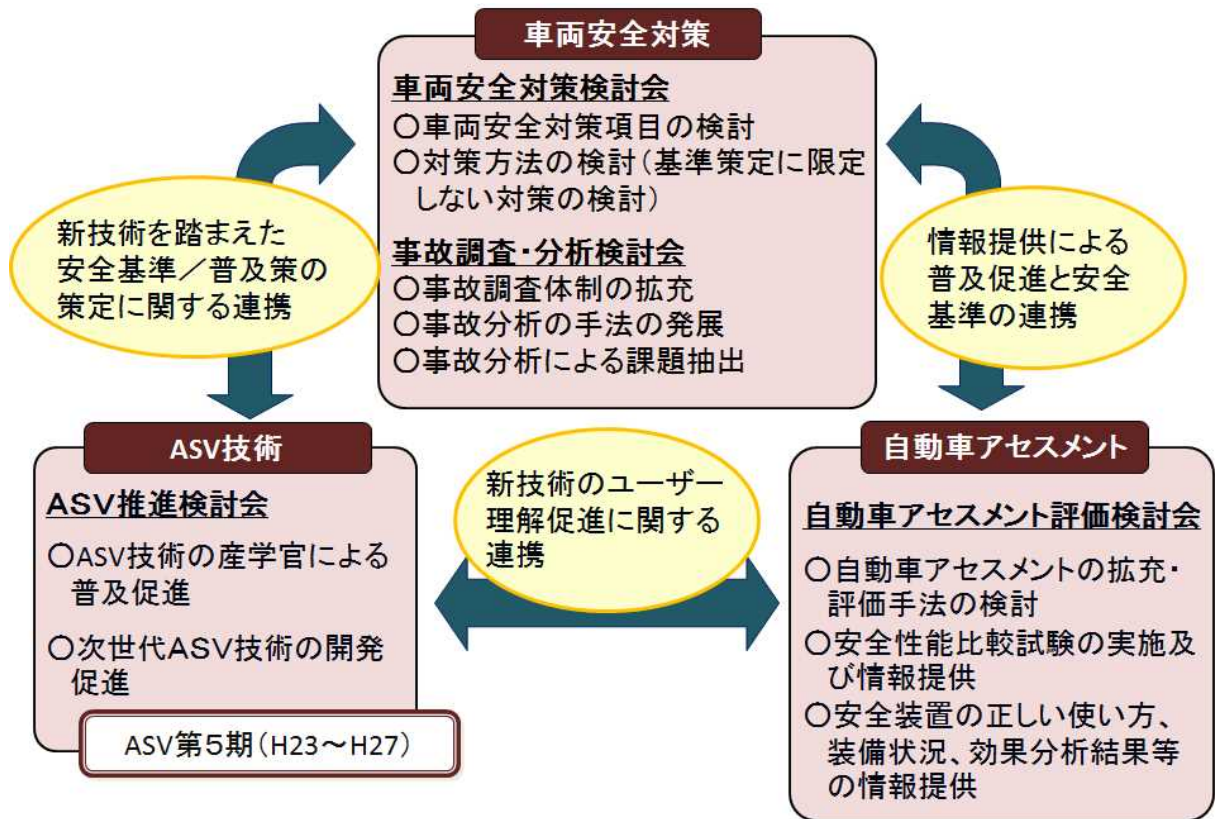 車両安全対策
車両安全対策検討会
○車両安全対策項目の検討
○対策方法の検討(基準策定に限定
しない対策の検討)
事故調査・分析検討会
○事故調査体制の拡充
○事故分析の手法の発展
○事故分析による課題抽出
新技術を踏まえた
安全基準／普及策の
策定に関する連携
情報提供による
普及促進と安全
基準の連携
ASV技術
ASV推進検討会
○ASV技術の産学官による
普及促進
○次世代ASV技術の開発
促進
ASV第5期(H23～H27)
新技術のユーザー
理解促進に関する
連携
自動車アセスメント
自動車アセスメント評価検討会
○自動車アセスメントの拡充・
評価手法の検討
○安全性能比較試験の実施及
び情報提供
○安全装置の正しい使い方、
装備状況、効果分析結果等
の情報提供